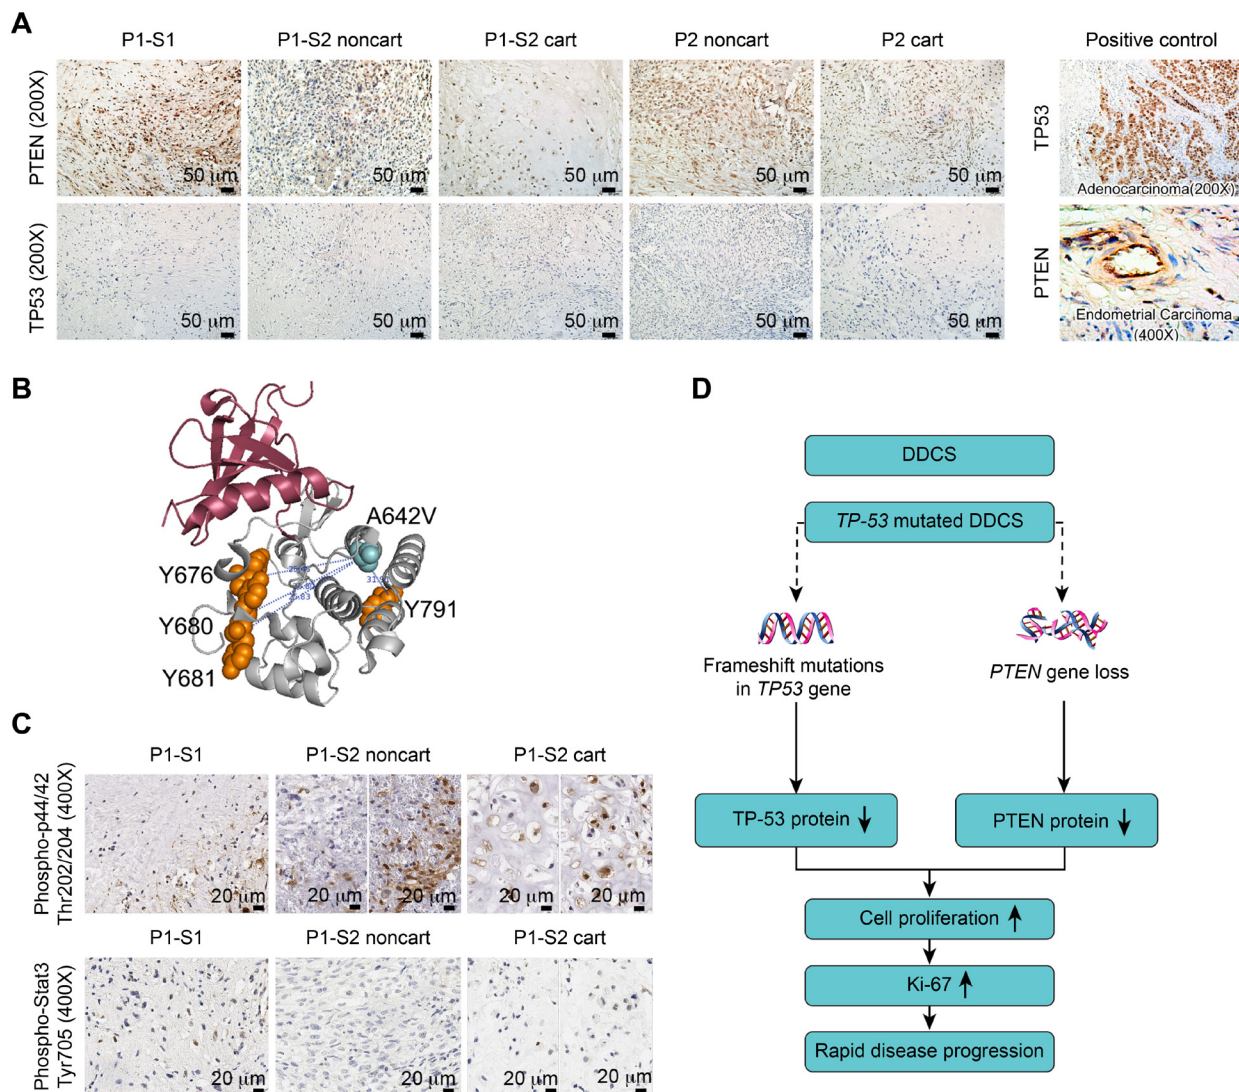 A
P1-S1
P1-S2 noncart
P1-S2 cart
P2 noncart
P2 cart
Positive control
PTEN (200X)
50 μm
50 μm
50 μm
50 μm
50 μm
TP53
Adenocarcinoma(200X)
TP53 (200X)
50 μm
50 μm
50 μm
50 μm
50 μm
PTEN
Endometrial Carcinoma
(400X)
B
A642V
Y676
Y680
Y681
Y791
C
P1-S1
P1-S2 noncart
P1-S2 cart
Phospho-p44/42
Thr202/204 (400X)
20 μm
20 μm
20 μm
20 μm
20 μm
P1-S1
P1-S2 noncart
P1-S2 cart
Phospho-Stat3
Tyr705 (400X)
20 μm
20 μm
20 μm
20 μm
D
DDCS
TP-53 mutated DDCS
Frameshift mutations
in TP53 gene
PTEN gene loss
TP-53 protein
PTEN protein
Cell proliferation
Ki-67
Rapid disease progression